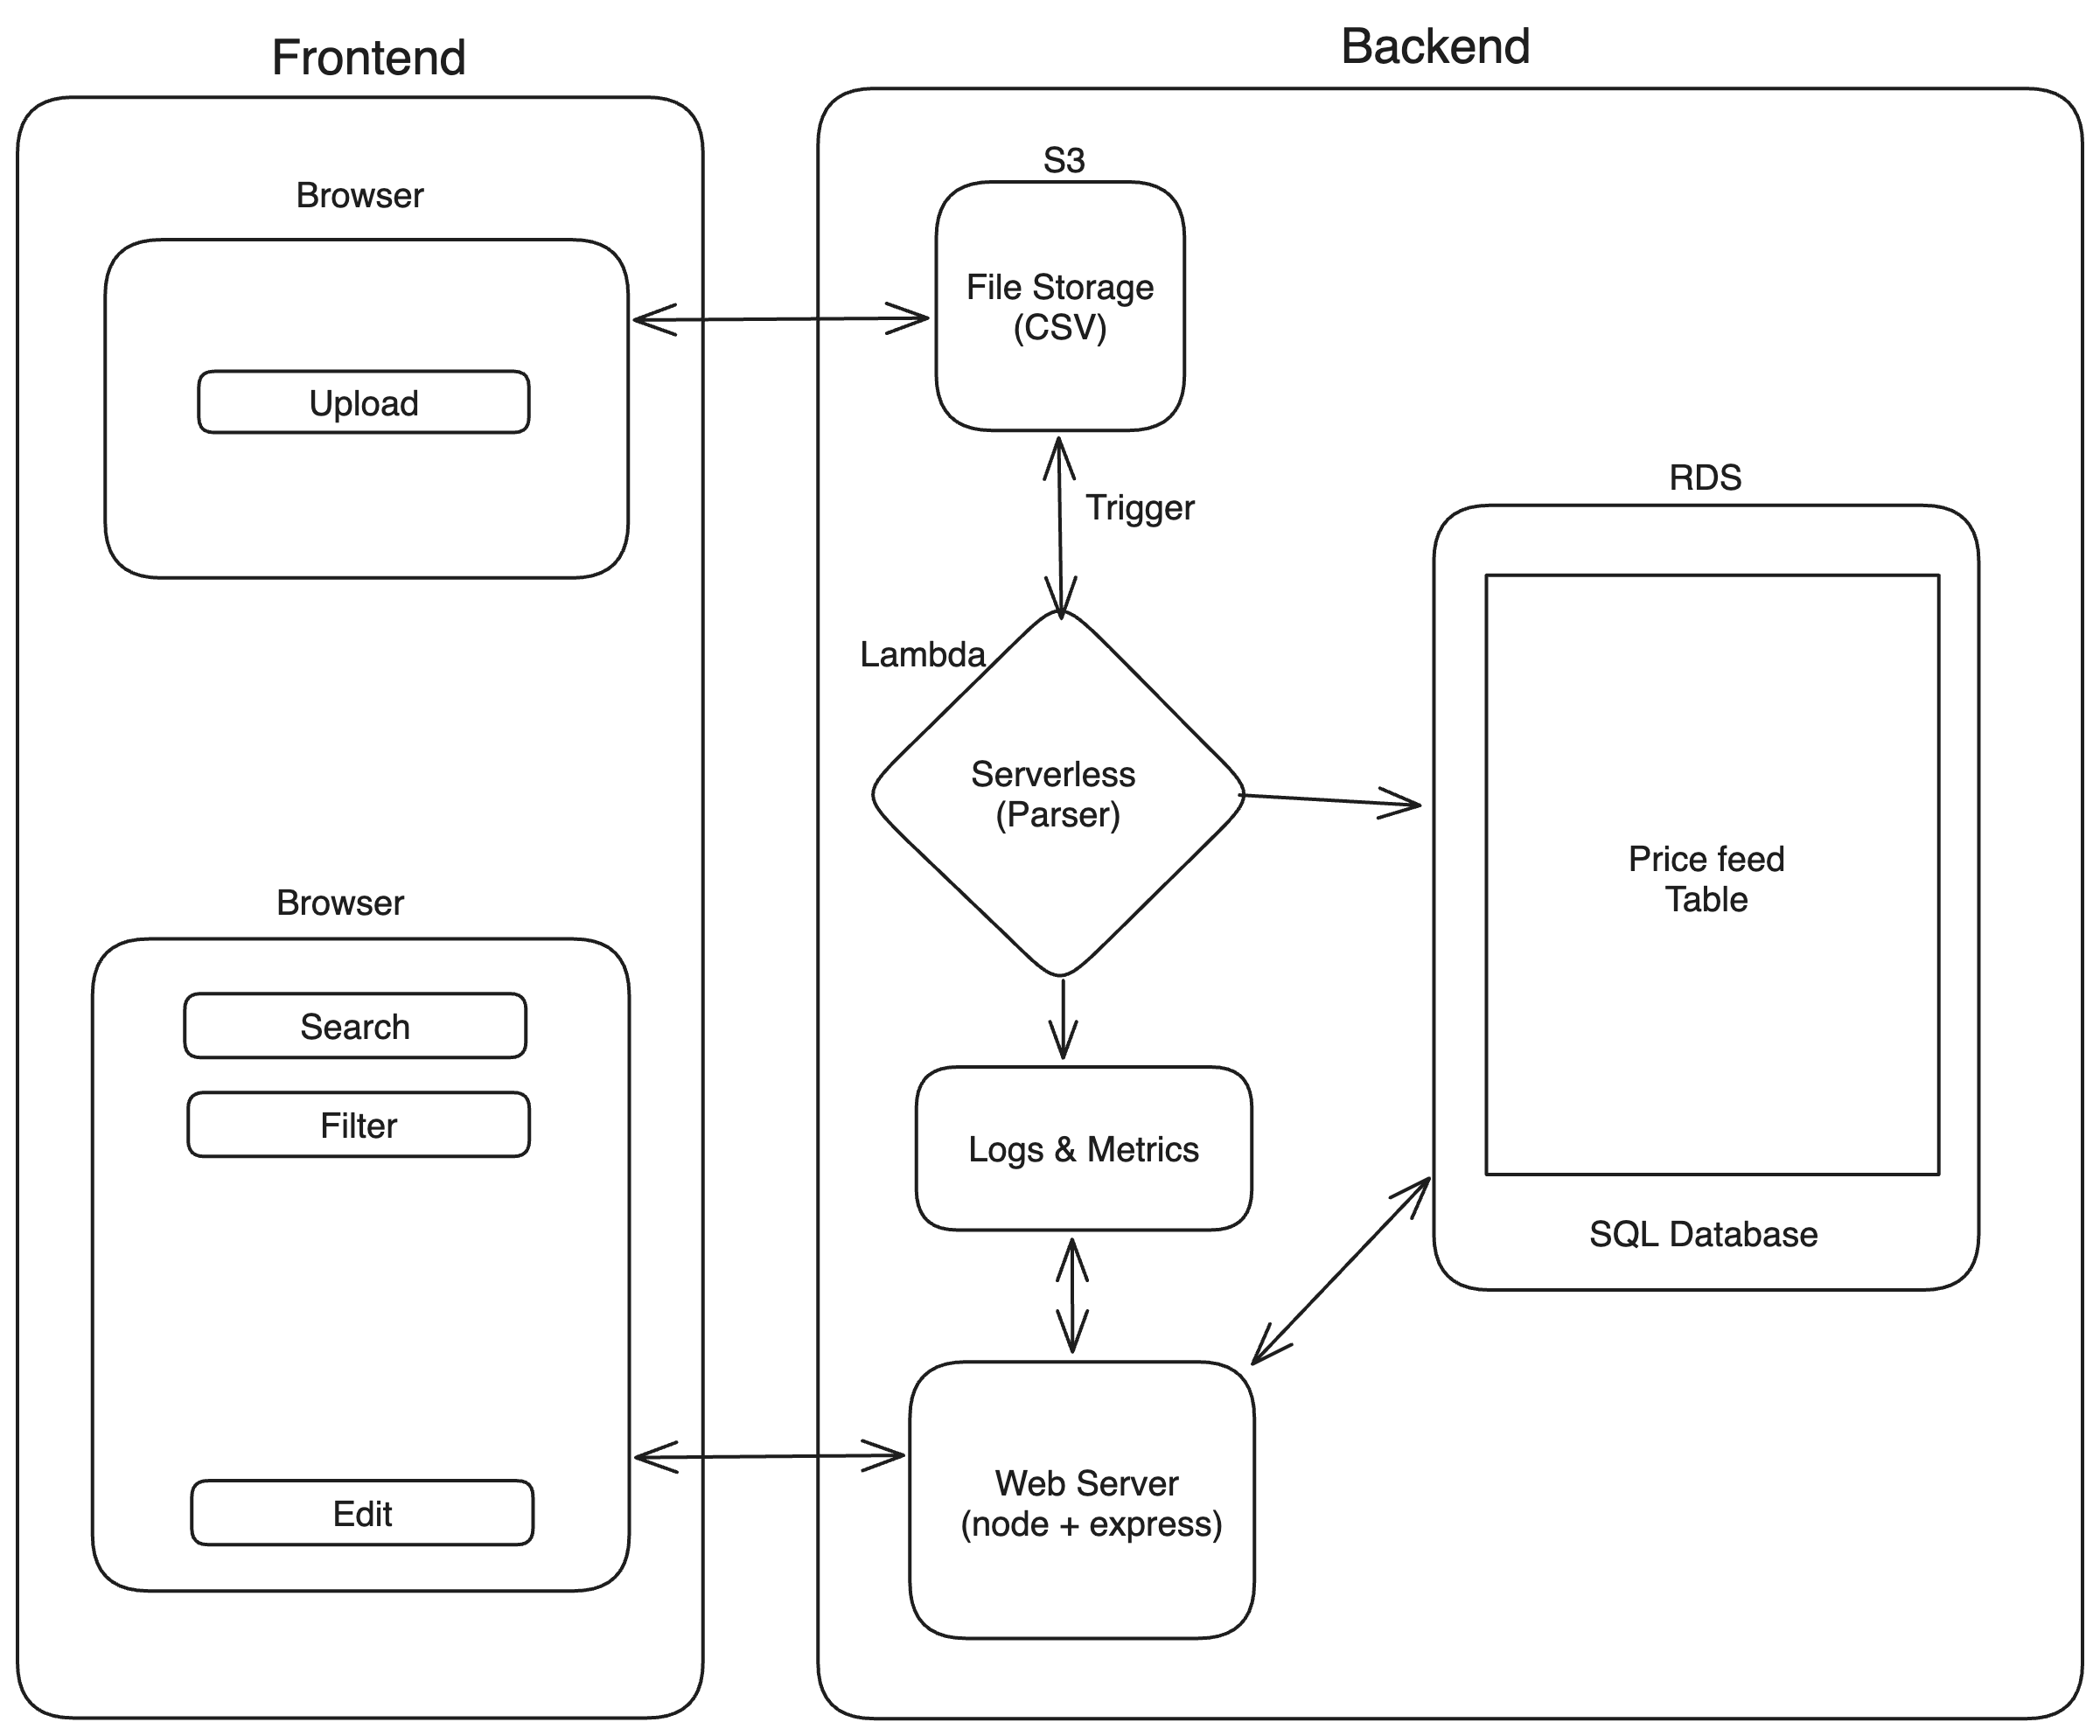 Frontend
Backend
Browser
Upload
Browser
Search
Filter
Edit
S3
File Storage
(CSV)
Trigger
Lambda
Serverless
(Parser)
Logs & Metrics
Web Server
(node + express)
RDS
Price feed
Table
SQL Database